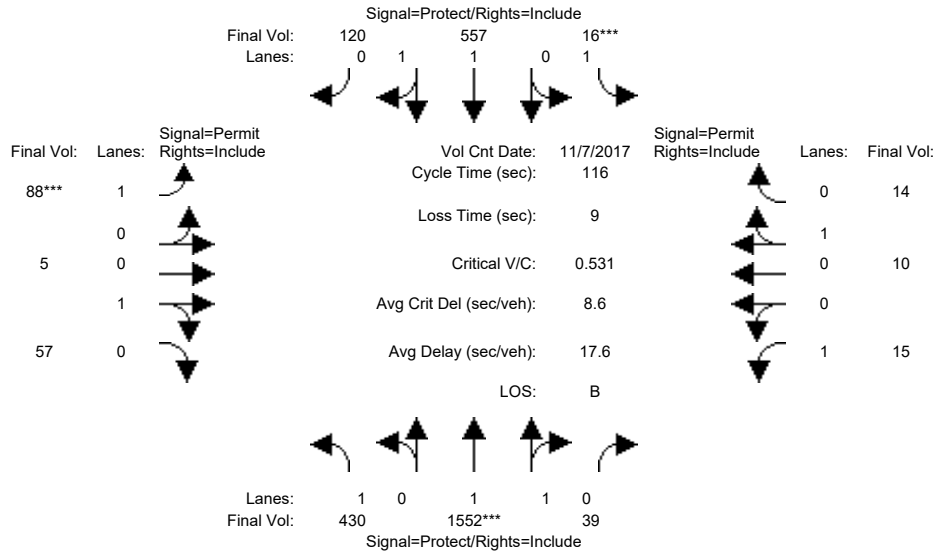 Signal=Protect/Rights=Include
Final Vol: 120 557 16***
Lanes: 0 1 1 0 1
Signal=Permit Signal=Permit
Final Vol: Lanes: Rights=Include Vol Cnt Date: 11/7/2017 Rights=Include Lanes: Final Vol:
Cycle Time (sec): 116
88*** 1 0 14
Loss Time (sec): 9
0 1
5 0 Critical V/C: 0.531 0 10
1 Avg Crit Del (sec/veh): 8.6 0
57 0 Avg Delay (sec/veh): 17.6 1 15
LOS: B
Lanes: 1 0 1 1 0
Final Vol: 430 1552*** 39
Signal=Protect/Rights=Include